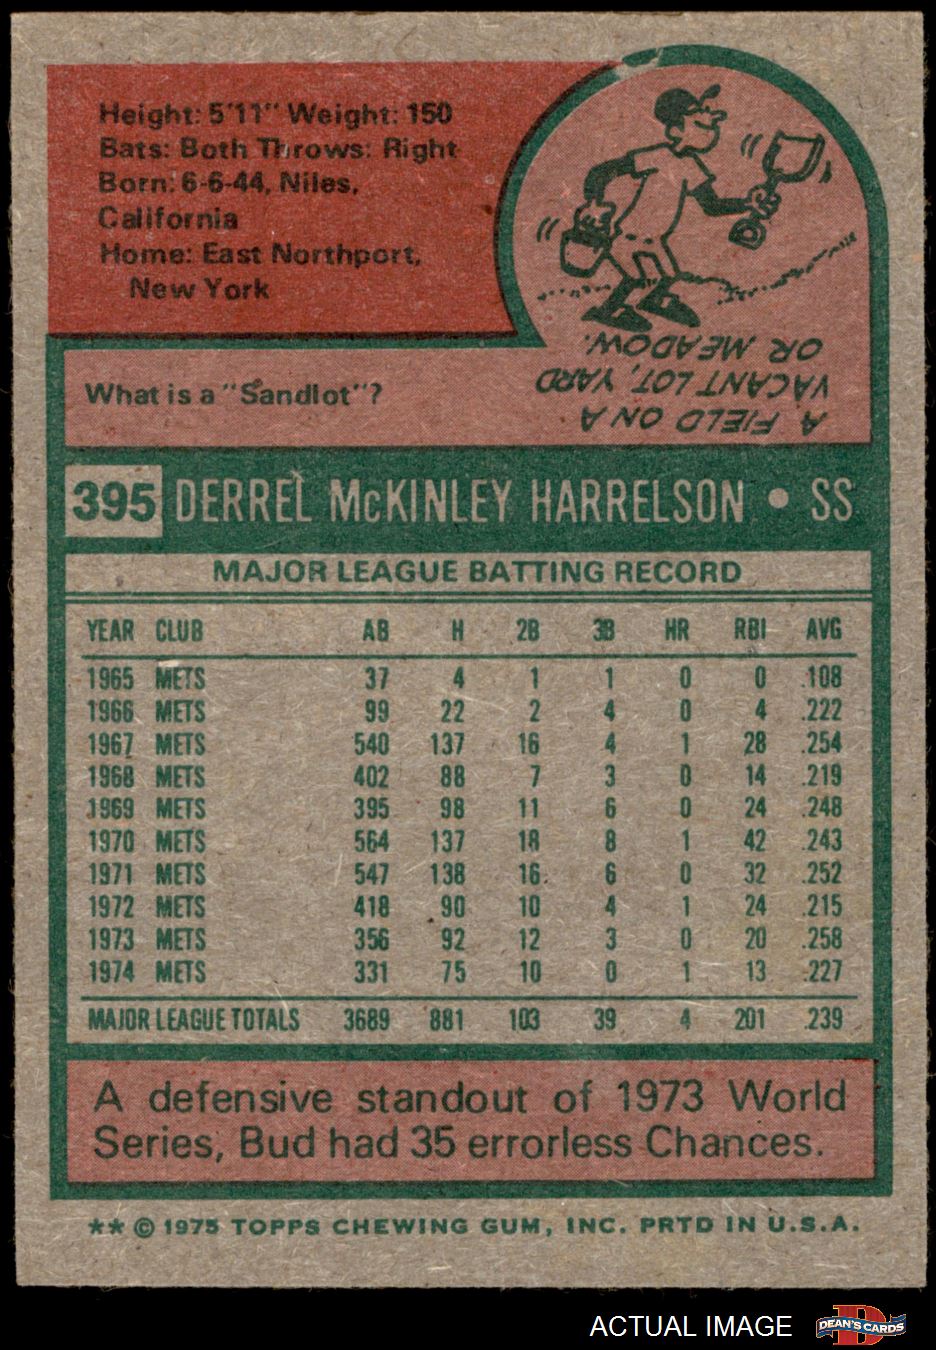 Height: 5'11" Weight: 150
Bats: Both Throws: Right
Born: 6-6-44, Niles,
California
Home: East Northport,
New York
What is a "Sandlot"?
A FIELD ON A
VACANT LOT, YARD
OR MEADOW.
395 DERREL McKINLEY HARRELSON • SS
MAJOR LEAGUE BATTING RECORD
YEAR CLUB AB H 2B 3B HR RBI AVG
1965 METS 37 4 1 1 0 0 .108
1966 METS 99 22 2 4 0 4 .222
1967 METS 540 137 16 4 1 28 .254
1968 METS 402 88 7 3 0 14 .219
1969 METS 395 98 11 6 0 24 .248
1970 METS 564 137 18 8 1 42 .243
1971 METS 547 138 16 6 0 32 .252
1972 METS 418 90 10 4 1 24 .215
1973 METS 356 92 12 3 0 20 .258
1974 METS 331 75 10 0 1 13 .227
MAJOR LEAGUE TOTALS 3689 881 103 39 4 201 .239
A defensive standout of 1973 World
Series, Bud had 35 errorless Chances.
** © 1975 TOPPS CHEWING GUM, INC. PRTD IN U.S.A.
ACTUAL IMAGE
DEAN'S CARDS